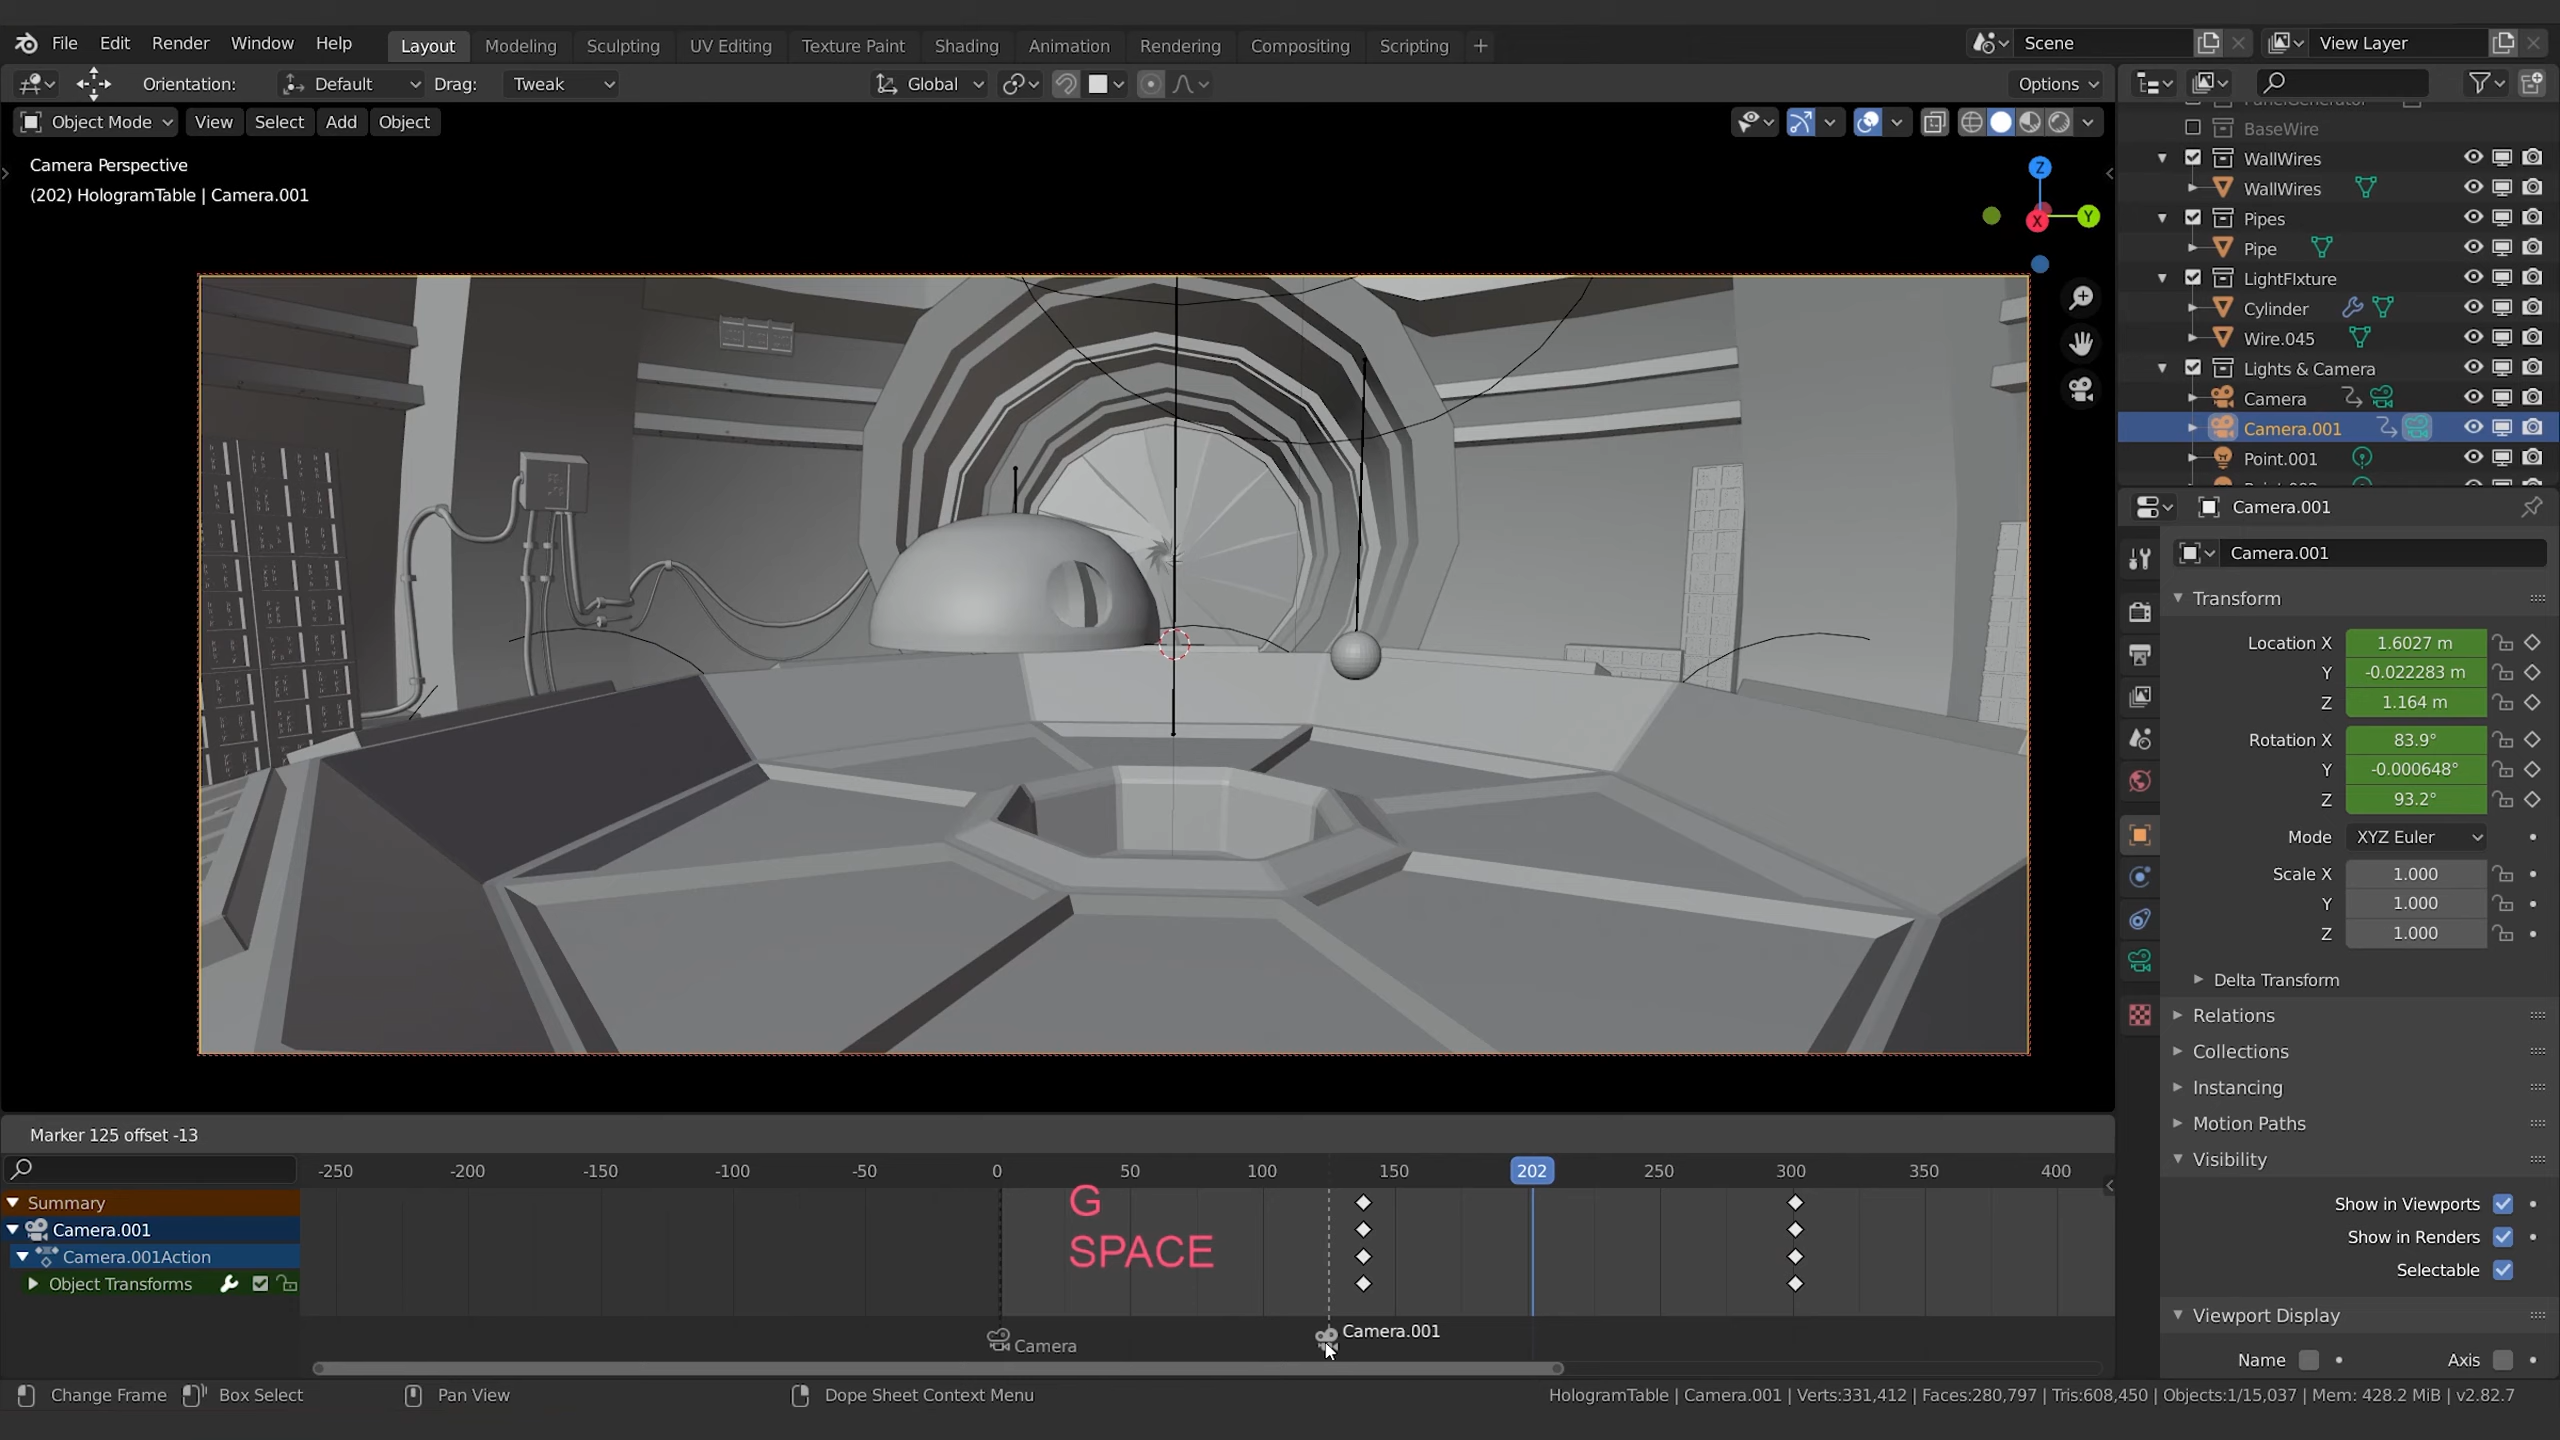 File Edit Render Window Help Layout Modeling Sculpting UV Editing Texture Paint Shading Animation Rendering Compositing Scripting + Scene View Layer
Orientation: Default Drag: Tweak Global Options
Object Mode View Select Add Object
Camera Perspective
(202) HologramTable | Camera.001
Z
Y
X
PanelGenerator
BaseWire
WallWires
WallWires
Pipes
Pipe
LightFIxture
Cylinder
Wire.045
Lights & Camera
Camera
Camera.001
Point.001
Camera.001
Camera.001
Transform
Location X 1.6027 m
Y -0.022283 m
Z 1.164 m
Rotation X 83.9°
Y -0.000648°
Z 93.2°
Mode XYZ Euler
Scale X 1.000
Y 1.000
Z 1.000
Delta Transform
Relations
Collections
Instancing
Motion Paths
Visibility
Show in Viewports
Show in Renders
Selectable
Viewport Display
Name Axis
Marker 125 offset -13
-250 -200 -150 -100 -50 0 50 100 150 202 250 300 350 400
Summary
Camera.001
Camera.001Action
Object Transforms
G
SPACE
Camera
Camera.001
Change Frame Box Select Pan View Dope Sheet Context Menu
HologramTable | Camera.001 | Verts:331,412 | Faces:280,797 | Tris:608,450 | Objects:1/15,037 | Mem: 428.2 MiB | v2.82.7